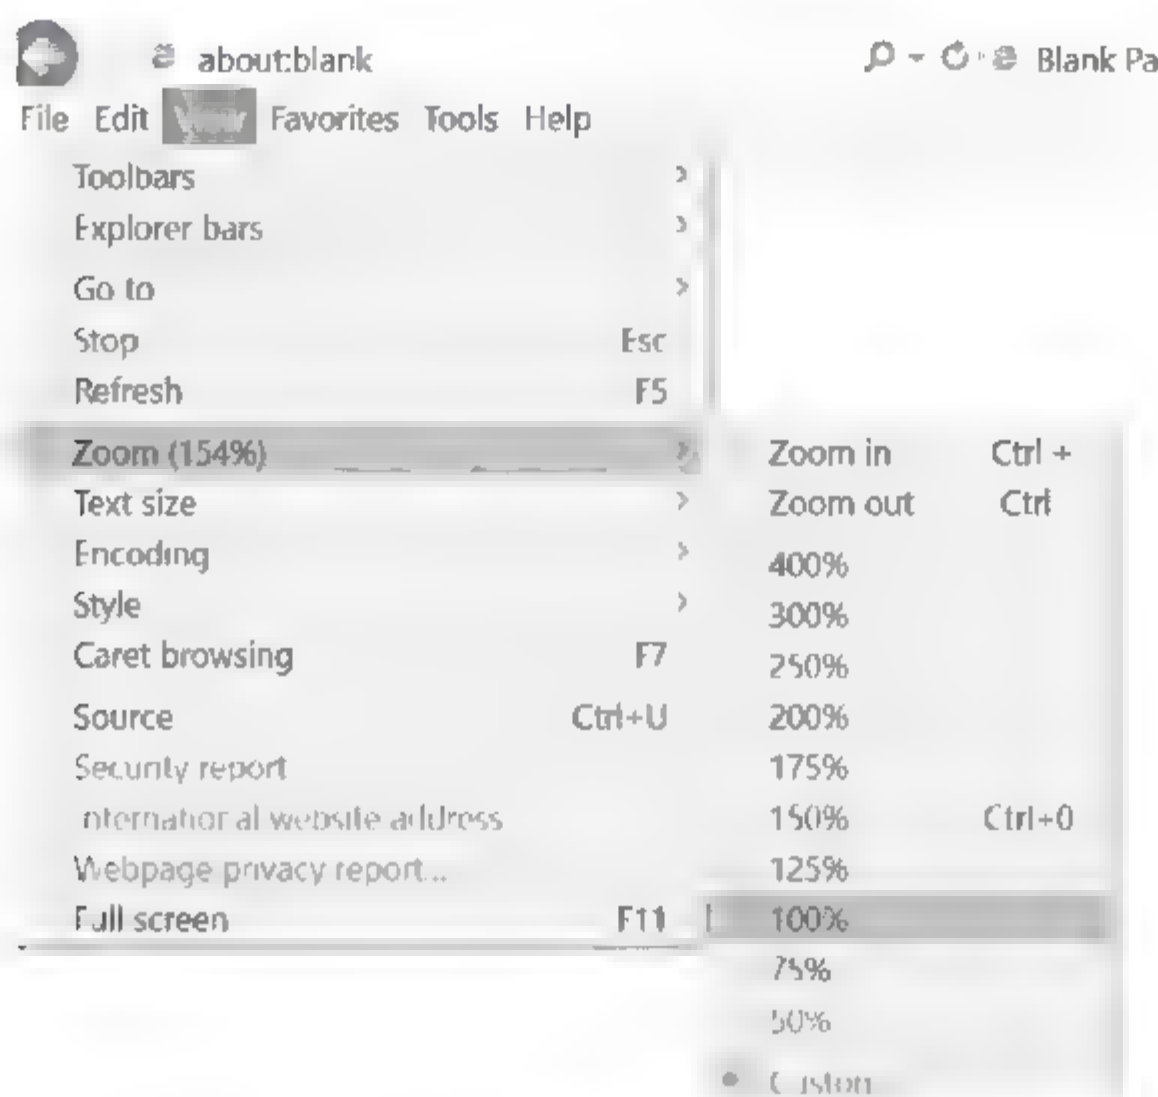 about:blank Blank Pa
File Edit View Favorites Tools Help
Toolbars
Explorer bars
Go to
Stop Esc
Refresh F5
Zoom (154%)
Text size
Encoding
Style
Caret browsing F7
Source Ctrl+U
Security report
International website address
Webpage privacy report...
Full screen F11
Zoom in Ctrl +
Zoom out Ctrl
400%
300%
250%
200%
175%
150% Ctrl+0
125%
100%
75%
50%
Custom